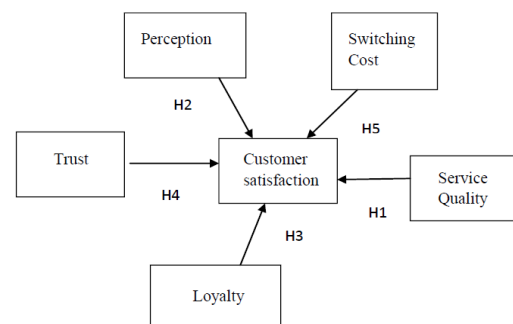 Perception
Switching
Cost
H2
H5
Trust
Customer
satisfaction
H4
Service
Quality
H1
H3
Loyalty